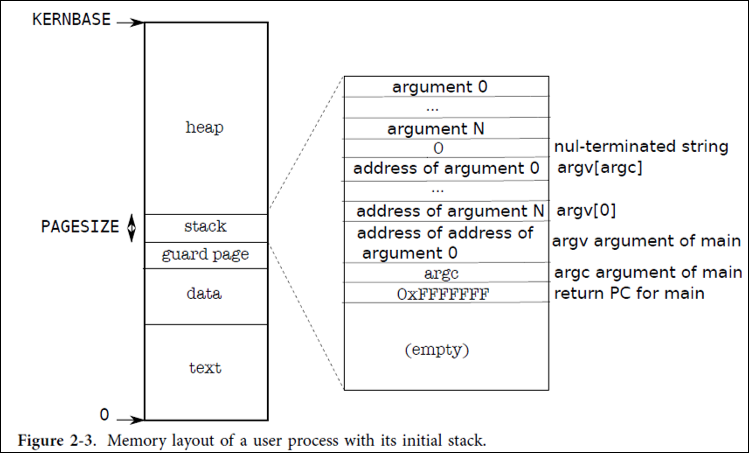 KERNBASE
heap
PAGESIZE
stack
guard page
data
text
0
argument 0
...
argument N
0
nul-terminated string
address of argument 0
argv[argc]
...
address of argument N
argv[0]
address of address of
argument 0
argv argument of main
argc
argc argument of main
0xFFFFFFF
return PC for main
(empty)
Figure 2-3. Memory layout of a user process with its initial stack.